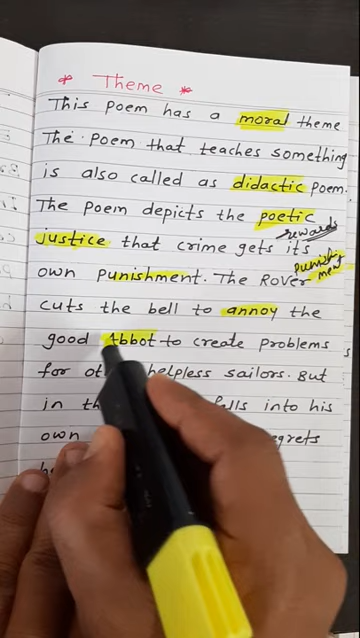 * Theme *
This poem has a moral theme
The poem that teaches something
is also called as didactic poem.
The poem depicts the poetic
rewards
justice that crime gets its
punishment
own punishment. The Rover
cuts the bell to annoy the
good Abbot to create problems
for helpless sailors. But
in falls into his
own regrets